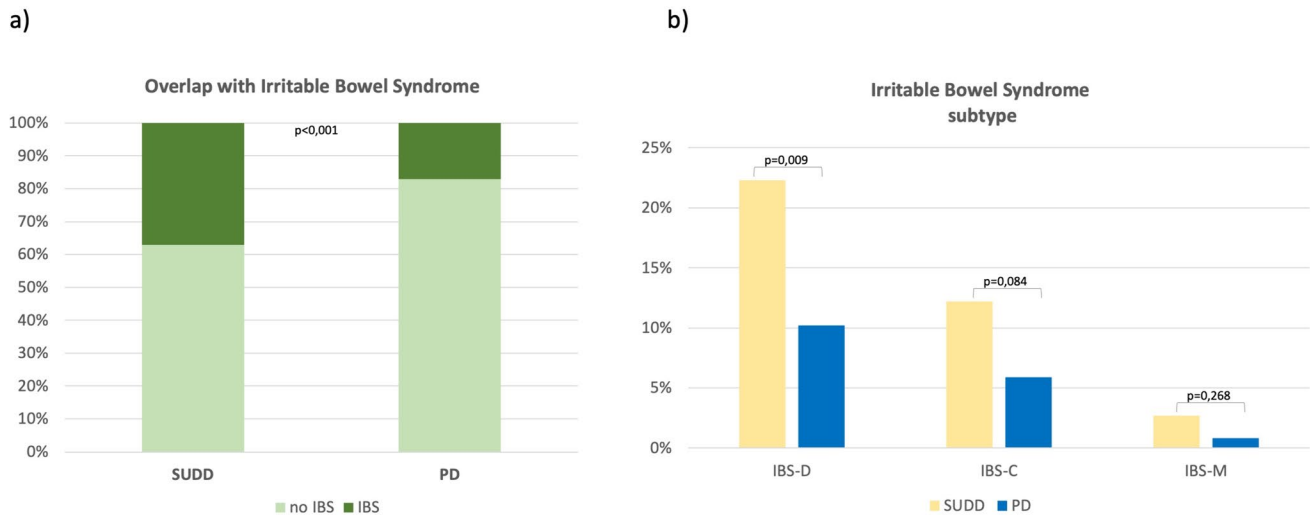 a)
Overlap with Irritable Bowel Syndrome
100%
90%
80%
70%
60%
50%
40%
30%
20%
10%
0%
p<0,001
SUDD
PD
no IBS
IBS
b)
Irritable Bowel Syndrome
subtype
25%
20%
15%
10%
5%
0%
p=0,009
p=0,084
p=0,268
IBS-D
IBS-C
IBS-M
SUDD
PD